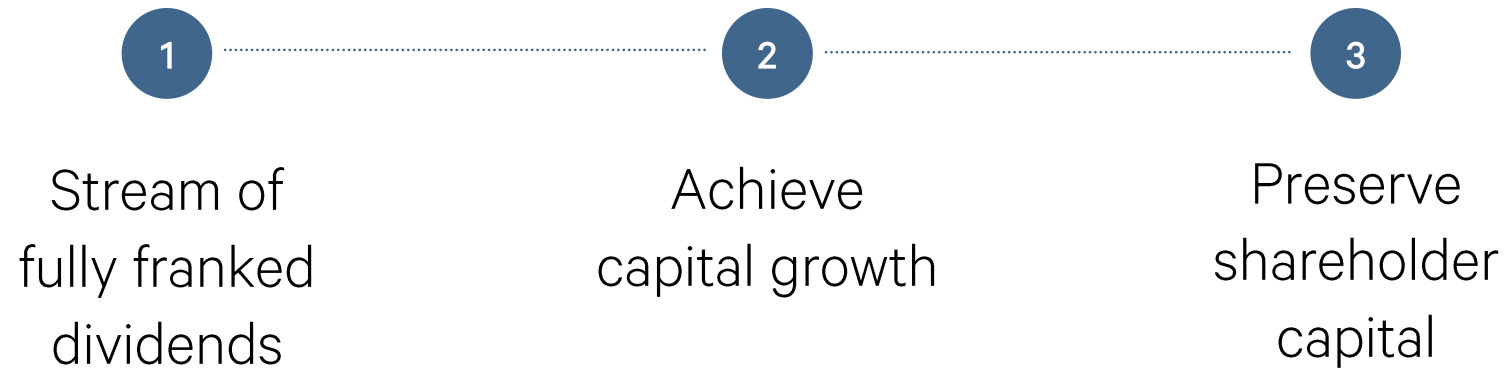 1
Stream of
fully franked
dividends
2
Achieve
capital growth
3
Preserve
shareholder
capital